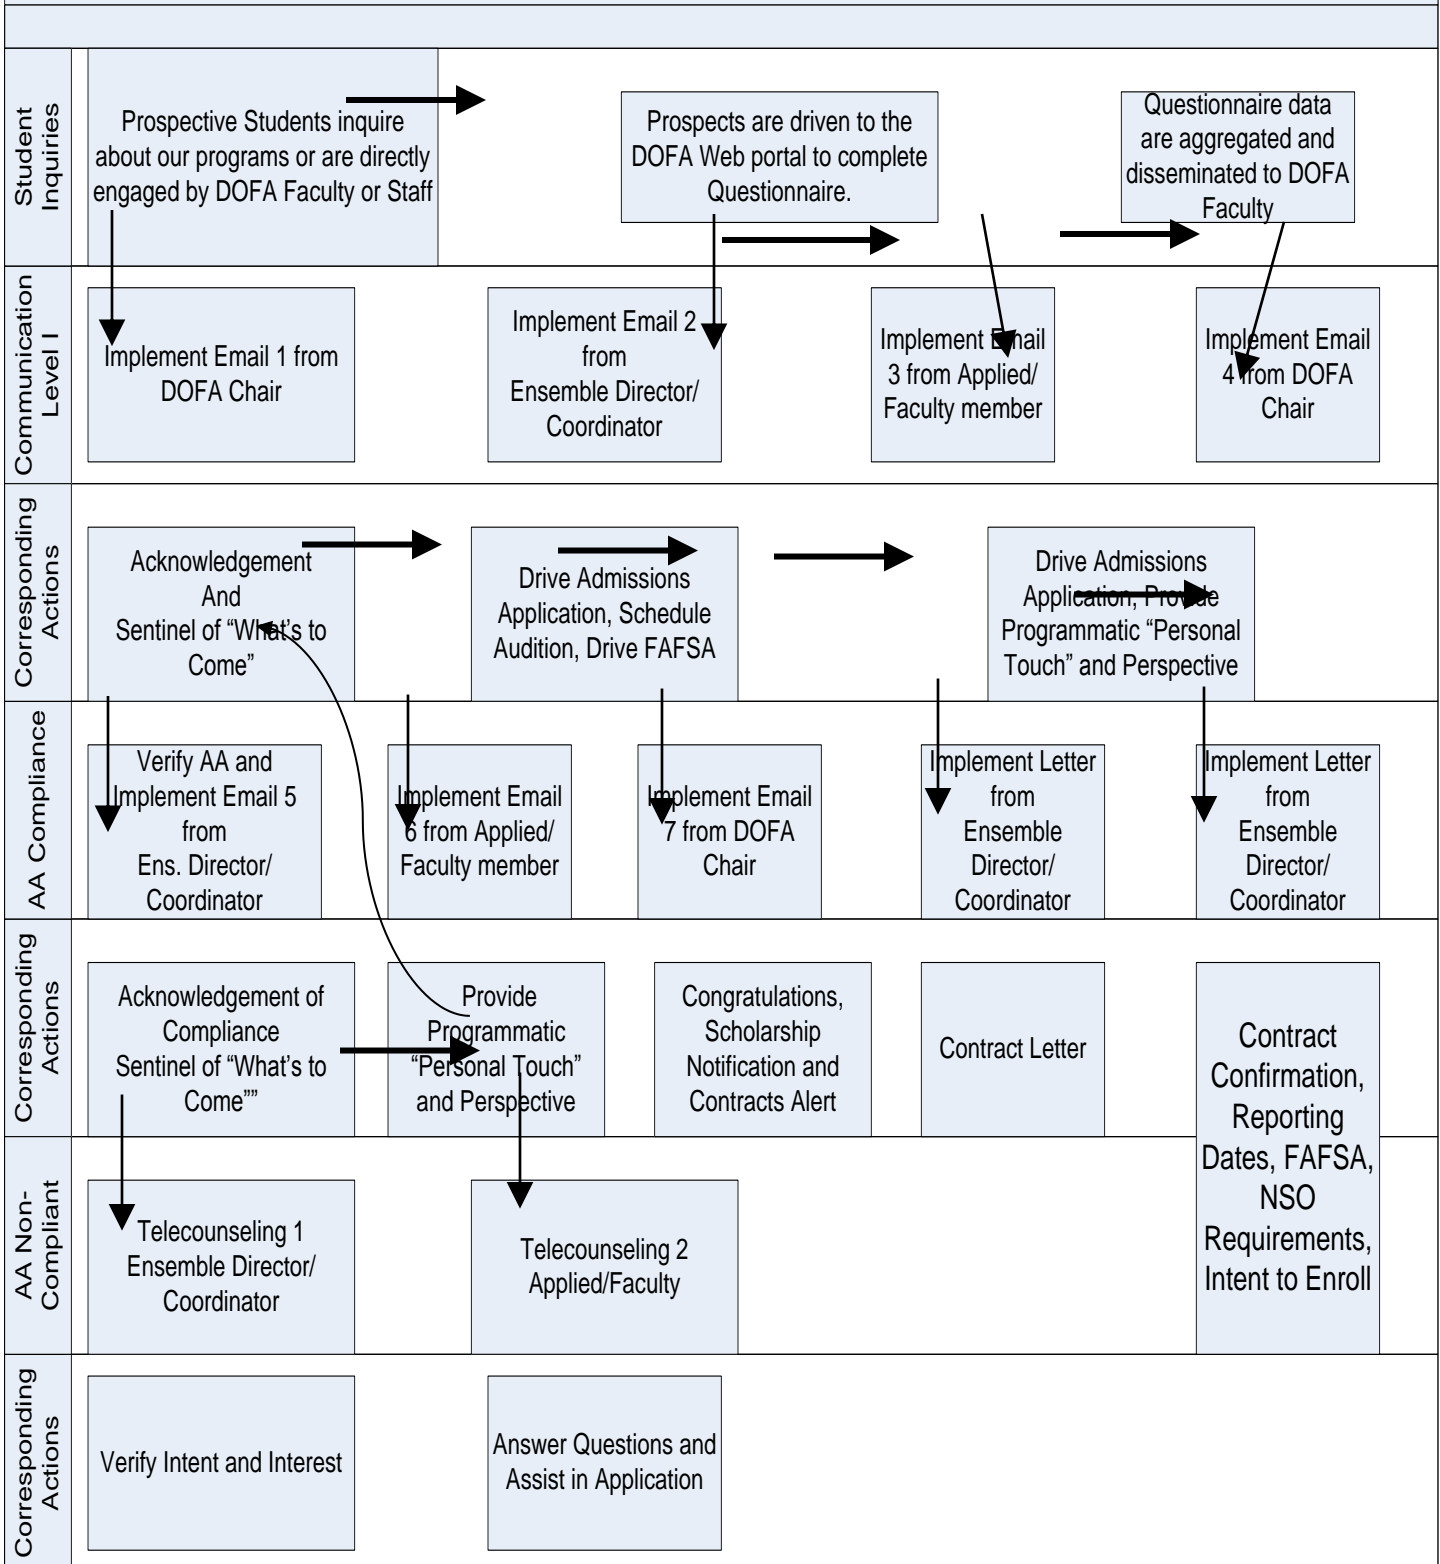 Student
Inquiries
Prospective Students inquire
about our programs or are directly
engaged by DOFA Faculty or Staff
Prospects are driven to the
DOFA Web portal to complete
Questionnaire.
Questionnaire data
are aggregated and
disseminated to DOFA
Faculty
Communication
Level I
Implement Email 1 from
DOFA Chair
Implement Email 2
from
Ensemble Director/
Coordinator
Implement Email
3 from Applied/
Faculty member
Implement Email
4 from DOFA
Chair
Corresponding
Actions
Acknowledgement
And
Sentinel of “What’s to
Come”
Drive Admissions
Application, Schedule
Audition, Drive FAFSA
Drive Admissions
Application, Provide
Programmatic “Personal
Touch” and Perspective
AA Compliance
Verify AA and
Implement Email 5
from
Ens. Director/
Coordinator
Implement Email
6 from Applied/
Faculty member
Implement Email
7 from DOFA
Chair
Implement Letter
from
Ensemble
Director/
Coordinator
Implement Letter
from
Ensemble
Director/
Coordinator
Corresponding
Actions
Acknowledgement of
Compliance
Sentinel of “What’s to
Come””
Provide
Programmatic
“Personal Touch”
and Perspective
Congratulations,
Scholarship
Notification and
Contracts Alert
Contract Letter
Contract
Confirmation,
Reporting
Dates, FAFSA,
NSO
Requirements,
Intent to Enroll
AA Non-
Compliant
Telecounseling 1
Ensemble Director/
Coordinator
Telecounseling 2
Applied/Faculty
Corresponding
Actions
Verify Intent and Interest
Answer Questions and
Assist in Application